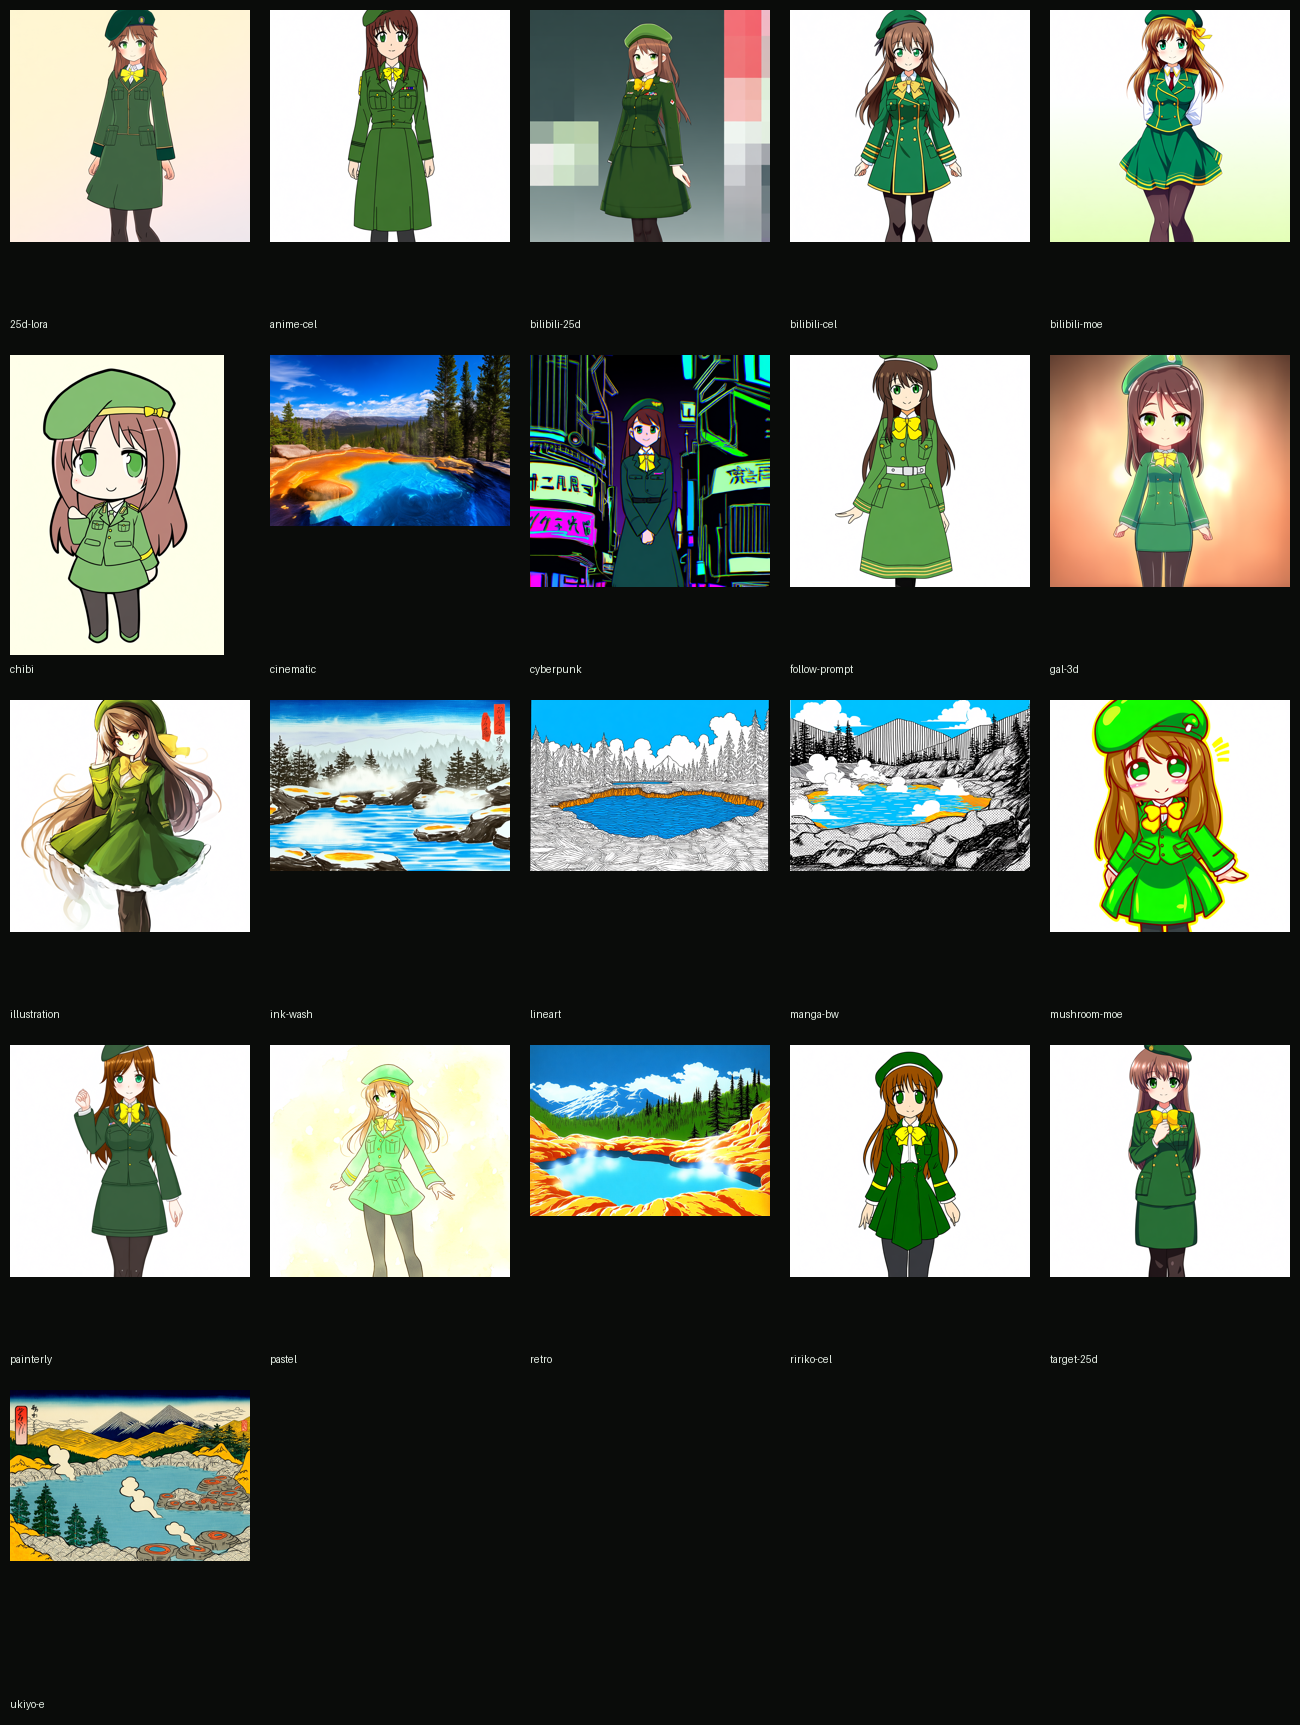 25d-lora
anime-cel
bilibili-25d
bilibili-cel
bilibili-moe
chibi
cinematic
cyberpunk
follow-prompt
gal-3d
illustration
ink-wash
lineart
manga-bw
mushroom-moe
painterly
pastel
retro
ririko-cel
target-25d
ukiyo-e